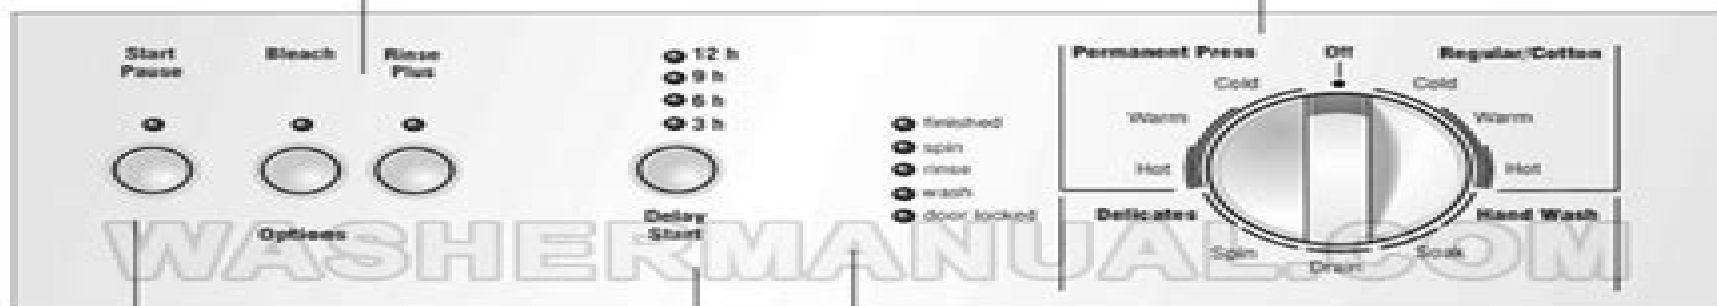 Start
Pause
Bleach
Rinse
Plus
Options
12 h
9 h
6 h
3 h
Delay
Start
finished
spin
rinse
wash
door locked
Permanent Press
Off
Regular/Cotton
Cold
Cold
Warm
Warm
Hot
Hot
Delicates
Hand Wash
Spin
Drain
Soak
WASHERMANUAL.COM